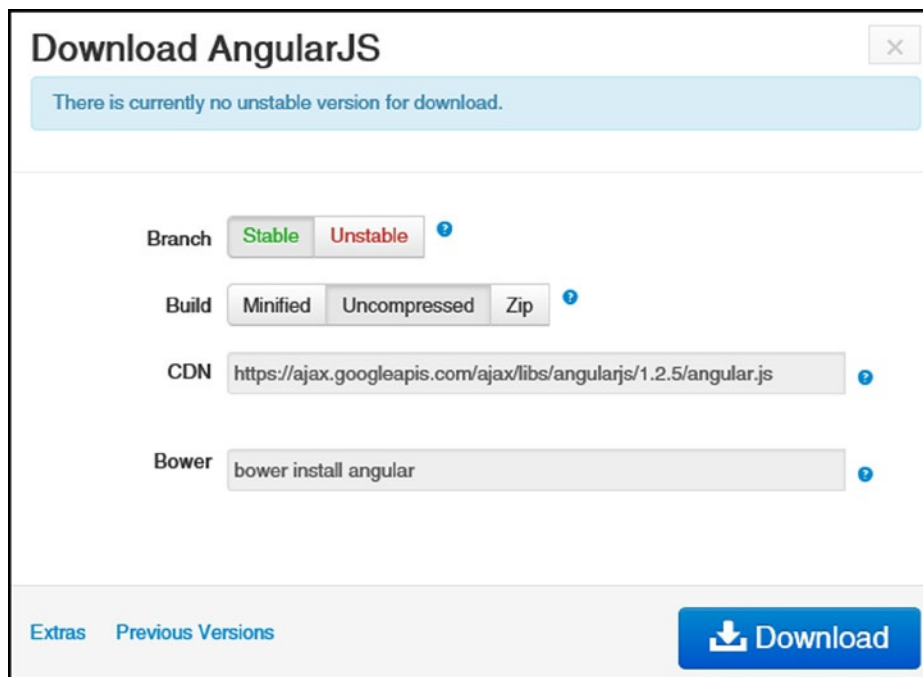 Download AngularJS
×
There is currently no unstable version for download.
Branch Stable Unstable ?
Build Minified Uncompressed Zip ?
CDN https://ajax.googleapis.com/ajax/libs/angularjs/1.2.5/angular.js ?
Bower bower install angular ?
Extras Previous Versions Download